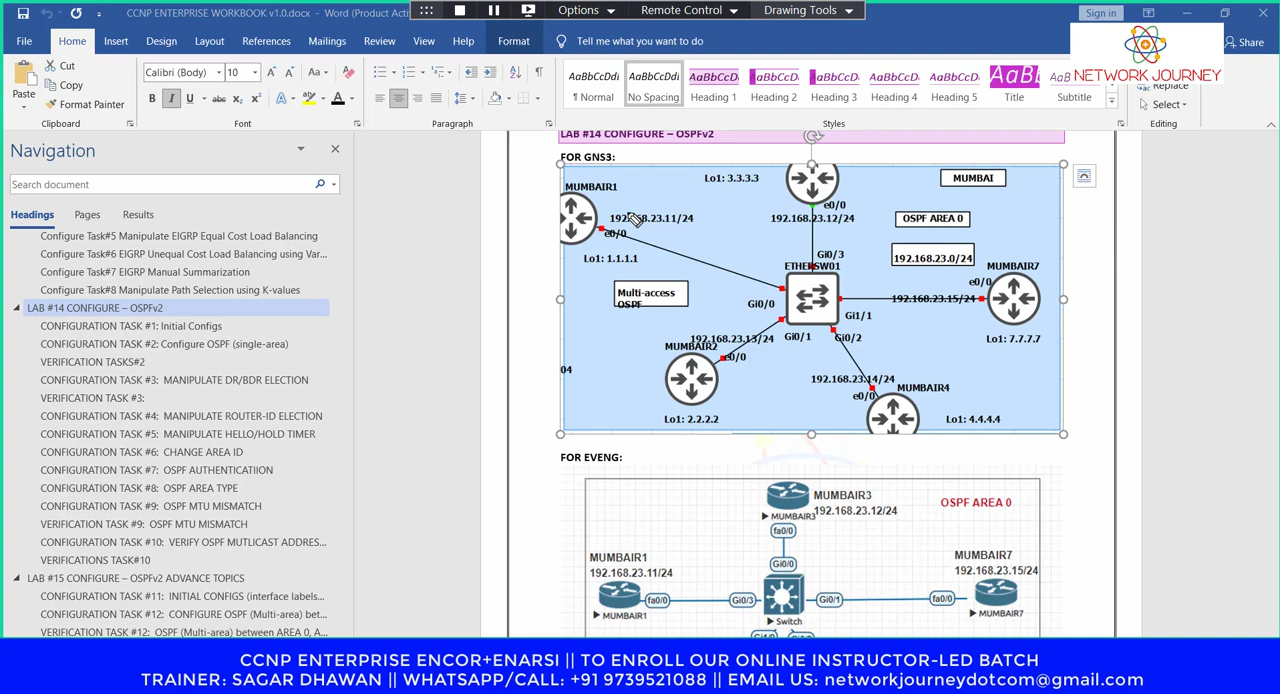 CCNP ENTERPRISE WORKBOOK v1.0.docx - Word (Product Acti
Options
Remote Control
Drawing Tools
Sign in
File
Home
Insert
Design
Layout
References
Mailings
Review
View
Help
Format
Tell me what you want to do
Share
NETWORK JOURNEY
Paste
Cut
Copy
Format Painter
Clipboard
Calibri (Body)
10
Font
Paragraph
AaBbCcDd
¶ Normal
AaBbCcDd
No Spacing
AaBbCcDı
Heading 1
AaBbCcDı
Heading 2
AaBbCcDı
Heading 3
AaBbCcDı
Heading 4
AaBbCcDı
Heading 5
AaBl
Title
Subtitle
Styles
Replace
Select
Editing
Navigation
Search document
Headings
Pages
Results
Configure Task#5 Manipulate EIGRP Equal Cost Load Balancing
Configure Task#6 EIGRP Unequal Cost Load Balancing using Var...
Configure Task#7 EIGRP Manual Summarization
Configure Task#8 Manipulate Path Selection using K-values
LAB #14 CONFIGURE – OSPFv2
CONFIGURATION TASK #1: Initial Configs
CONFIGURATION TASK #2: Configure OSPF (single-area)
VERIFICATION TASKS#2
CONFIGURATION TASK #3: MANIPULATE DR/BDR ELECTION
VERIFICATION TASK #3:
CONFIGURATION TASK #4: MANIPULATE ROUTER-ID ELECTION
CONFIGURATION TASK #5: MANIPULATE HELLO/HOLD TIMER
CONFIGURATION TASK #6: CHANGE AREA ID
CONFIGURATION TASK #7: OSPF AUTHENTICATIION
CONFIGURATION TASK #8: OSPF AREA TYPE
CONFIGURATION TASK #9: OSPF MTU MISMATCH
VERIFICATION TASK #9: OSPF MTU MISMATCH
CONFIGURATION TASK #10: VERIFY OSPF MUTLICAST ADDRES...
VERIFICATIONS TASK#10
LAB #15 CONFIGURE – OSPFv2 ADVANCE TOPICS
CONFIGURATION TASK #11: INITIAL CONFIGS (interface labels...
CONFIGURATION TASK #12: CONFIGURE OSPF (Multi-area) bet...
VERIFICATION TASK #12: OSPF (Multi-area) between AREA 0, A...
LAB #14 CONFIGURE – OSPFv2
FOR GNS3:
Lo1: 3.3.3.3
MUMBAI
MUMBAIR1
e0/0
192.168.23.11/24
192.168.23.12/24
OSPF AREA 0
e0/0
Gi0/3
Lo1: 1.1.1.1
192.168.23.0/24
ETHERSW01
MUMBAIR7
e0/0
Multi-access
OSPF
Gi0/0
192.168.23.15/24
Gi1/1
192.168.23.13/24
Gi0/1
Gi0/2
Lo1: 7.7.7.7
MUMBAIR2
e0/0
04
192.168.23.14/24
MUMBAIR4
e0/0
Lo1: 2.2.2.2
Lo1: 4.4.4.4
FOR EVENG:
MUMBAIR3
192.168.23.12/24
OSPF AREA 0
MUMBAIR3
fa0/0
MUMBAIR1
192.168.23.11/24
MUMBAIR7
192.168.23.15/24
Gi0/0
fa0/0
Gi0/3
Gi0/1
fa0/0
MUMBAIR1
Switch
MUMBAIR7
CCNP ENTERPRISE ENCOR+ENARSI || TO ENROLL OUR ONLINE INSTRUCTOR-LED BATCH
TRAINER: SAGAR DHAWAN || WHATSAPP/CALL: +91 9739521088 || EMAIL US: networkjourneydotcom@gmail.com